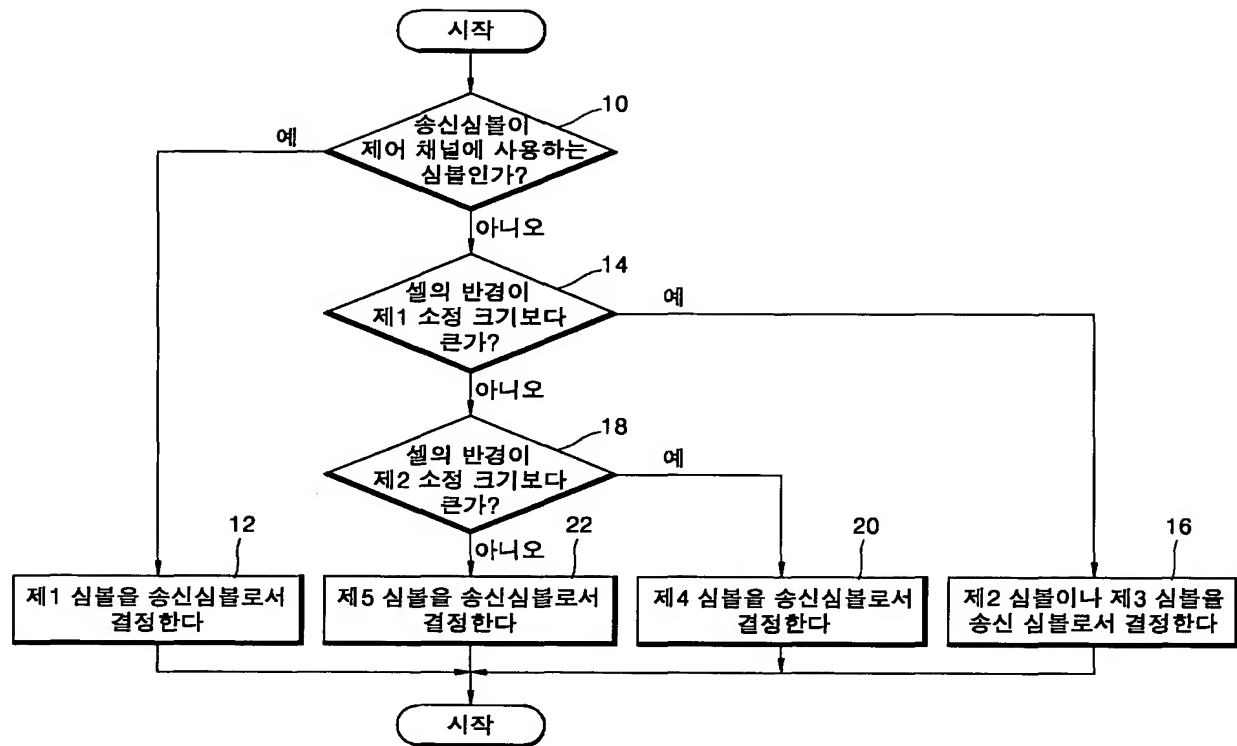 시작
10
송신심볼이
제어 채널에 사용하는
심볼인가?
예
아니오
14
셀의 반경이
제1 소정 크기보다
큰가?
예
아니오
18
셀의 반경이
제2 소정 크기보다
큰가?
예
아니오
12
제1 심볼을 송신심볼로서
결정한다
22
제5 심볼을 송신심볼로서
결정한다
20
제4 심볼을 송신심볼로서
결정한다
16
제2 심볼이나 제3 심볼을
송신 심볼로서 결정한다
시작